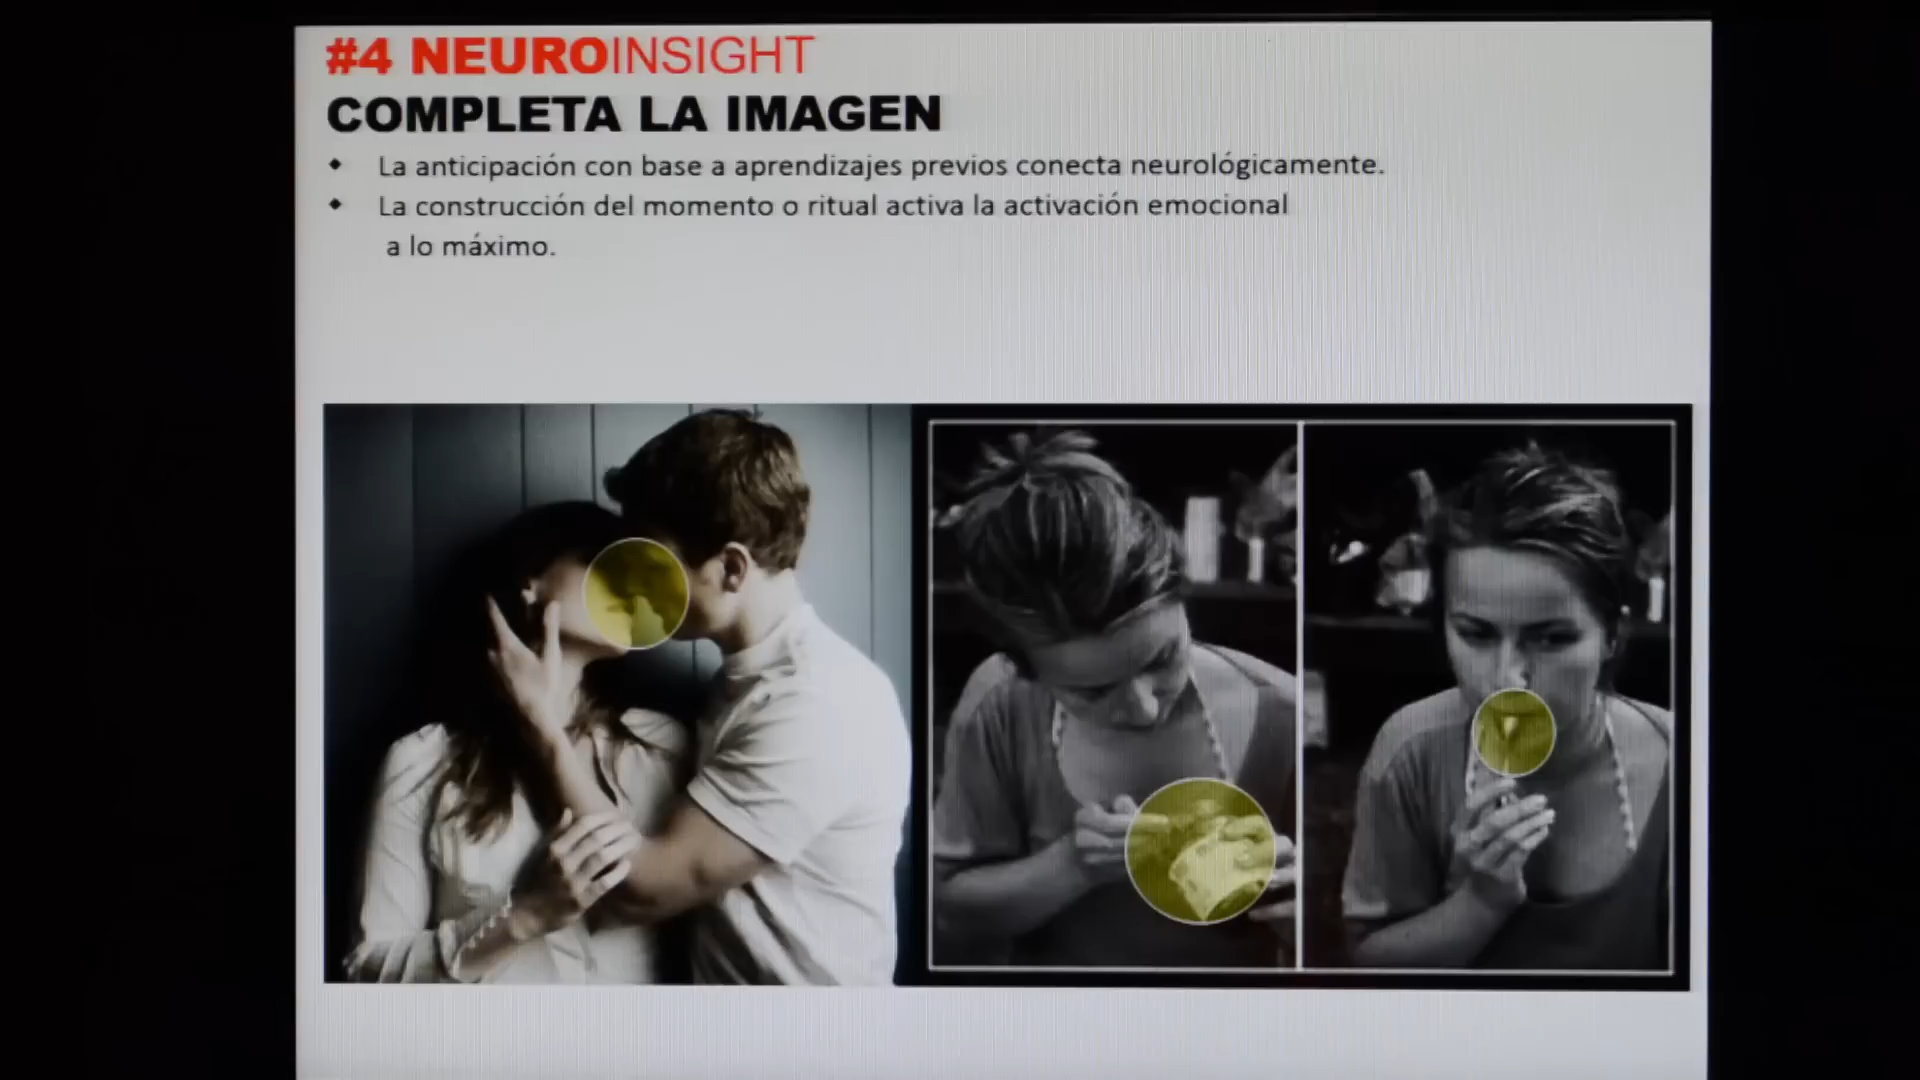 #4 NEUROINSIGHT
COMPLETA LA IMAGEN
◆ La anticipación con base a aprendizajes previos conecta neurológicamente.
◆ La construcción del momento o ritual activa la activación emocional
a lo máximo.